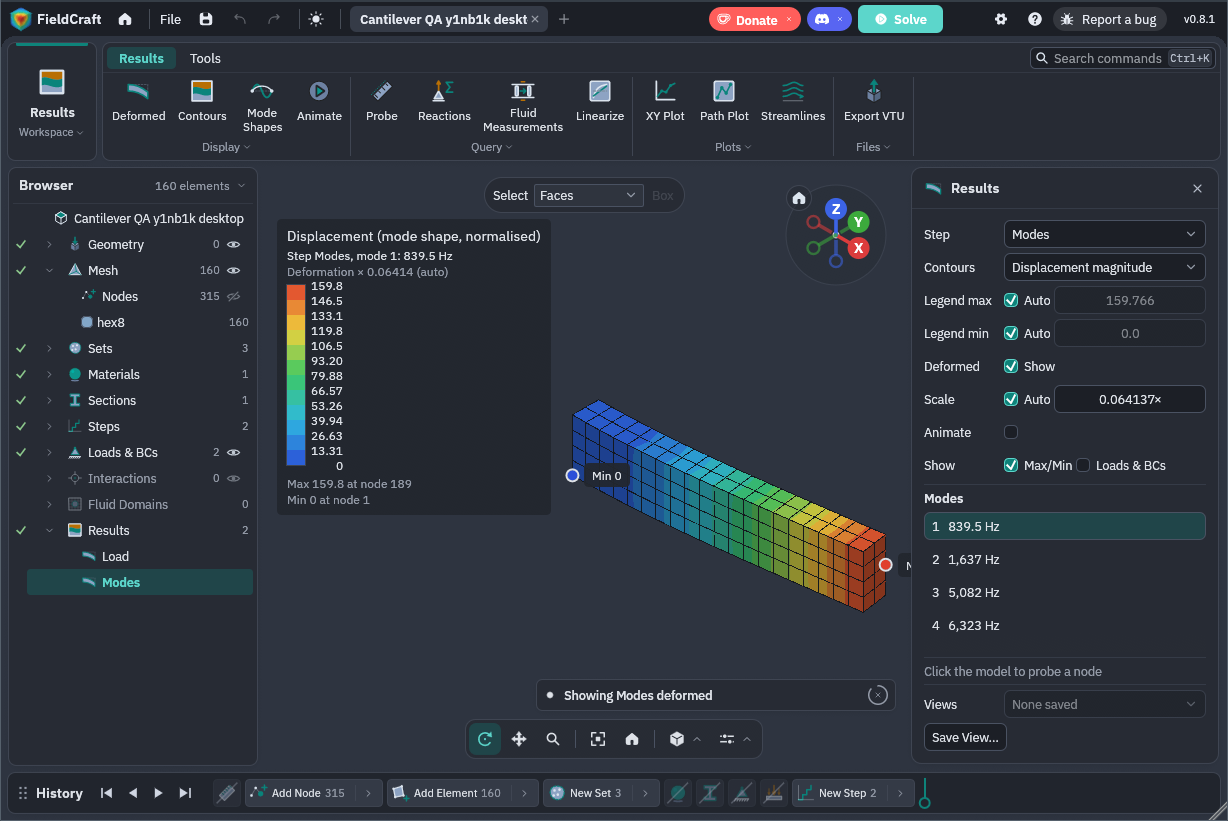 FieldCraft
File
Cantilever QA y1nb1k deskt
Donate
Solve
Report a bug
v0.8.1
Results
Workspace
Results
Tools
Search commands Ctrl+K
Deformed
Contours
Mode Shapes
Animate
Display
Probe
Reactions
Fluid Measurements
Linearize
Query
XY Plot
Path Plot
Streamlines
Plots
Export VTU
Files
Browser
160 elements
Cantilever QA y1nb1k desktop
Geometry 0
Mesh 160
Nodes 315
hex8 160
Sets 3
Materials 1
Sections 1
Steps 2
Loads & BCs 2
Interactions 0
Fluid Domains 0
Results 2
Load
Modes
Select Faces Box
Displacement (mode shape, normalised)
Step Modes, mode 1: 839.5 Hz
Deformation × 0.06414 (auto)
159.8
146.5
133.1
119.8
106.5
93.20
79.88
66.57
53.26
39.94
26.63
13.31
0
Max 159.8 at node 189
Min 0 at node 1
Z
Y
X
Min 0
Showing Modes deformed
Results
Step Modes
Contours Displacement magnitude
Legend max Auto 159.766
Legend min Auto 0.0
Deformed Show
Scale Auto 0.064137×
Animate
Show Max/Min Loads & BCs
Modes
1 839.5 Hz
2 1,637 Hz
3 5,082 Hz
4 6,323 Hz
Click the model to probe a node
Views None saved
Save View...
History
Add Node 315
Add Element 160
New Set 3
New Step 2